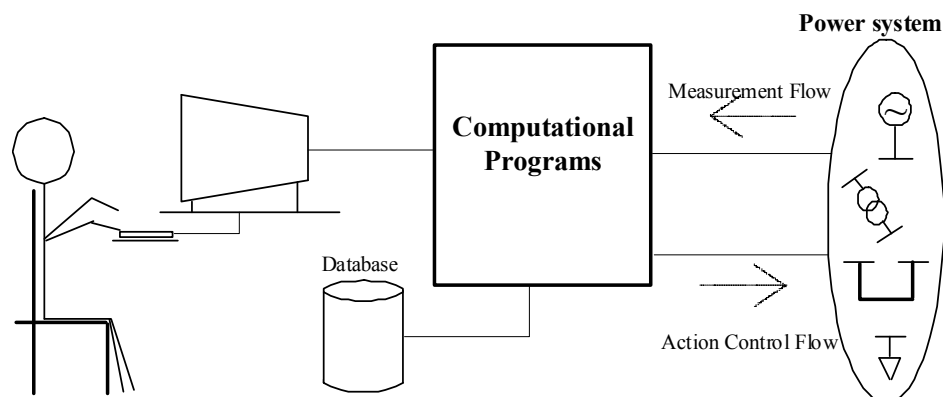 Power system
Measurement Flow
Computational
Programs
Database
Action Control Flow